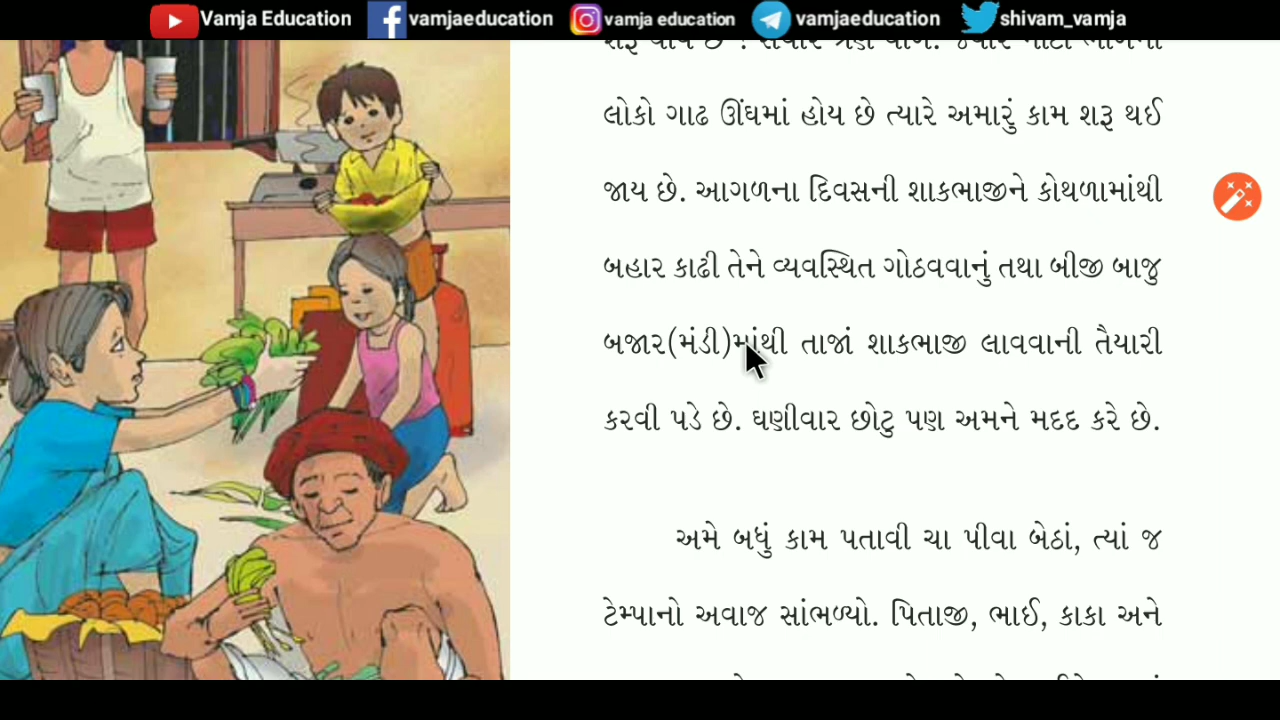 Vamja Education vamjaeducation vamja education vamjaeducation shivam_vamja
લોકો ગાઢ ઊંઘમાં હોય છે ત્યારે અમારું કામ શરૂ થઈ
જાય છે. આગળના દિવસની શાકભાજીને કોથળામાંથી
બહાર કાઢી તેને વ્યવસ્થિત ગોઠવવાનું તથા બીજી બાજુ
બજાર(મંડી)માંથી તાજાં શાકભાજી લાવવાની તૈયારી
કરવી પડે છે. ઘણીવાર છોટુ પણ અમને મદદ કરે છે.
અમે બધું કામ પતાવી ચા પીવા બેઠાં, ત્યાં જ
ટેમ્પાનો અવાજ સાંભળ્યો. પિતાજી, ભાઈ, કાકા અને